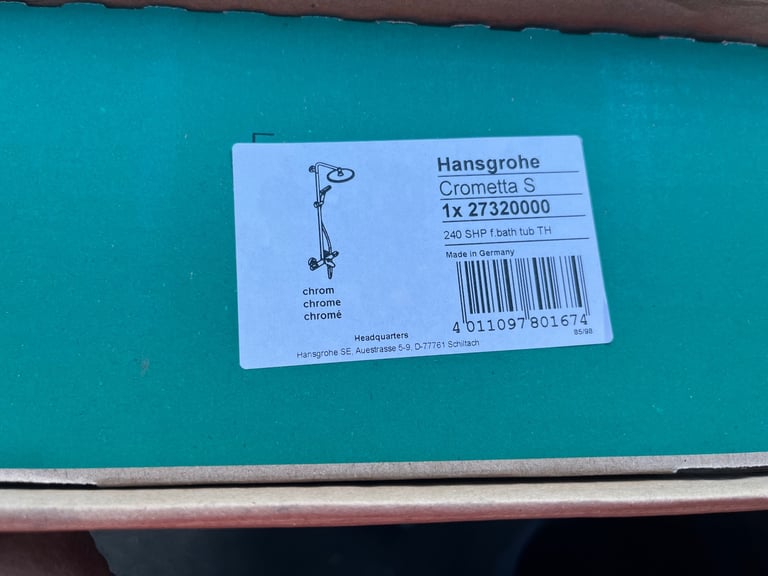 Hansgrohe
Crometta S
1x 27320000
240 SHP f.bath tub TH
Made in Germany
chrom
chrome
chromé
4 011097 801674
85/98
Headquarters
Hansgrohe SE, Auestrasse 5-9, D-77761 Schiltach